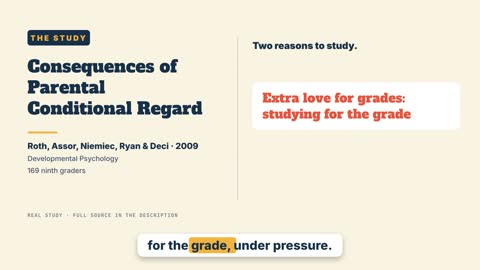 THE STUDY
Consequences of
Parental
Conditional Regard
Roth, Assor, Niemiec, Ryan & Deci · 2009
Developmental Psychology
169 ninth graders
REAL STUDY · FULL SOURCE IN THE DESCRIPTION
Two reasons to study.
Extra love for grades:
studying for the grade
for the grade, under pressure.